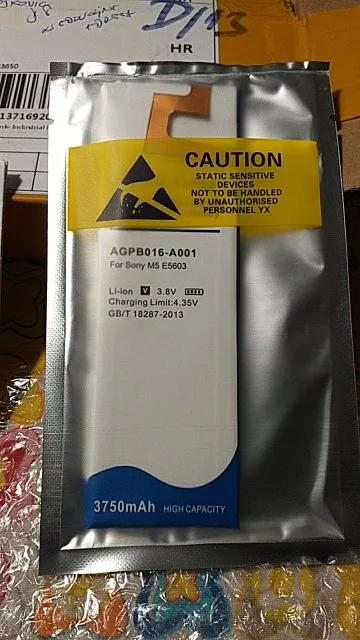 HR
CAUTION
STATIC SENSITIVE
DEVICES
NOT TO BE HANDLED
BY UNAUTHORISED
PERSONNEL YX
AGPB016-A001
For Sony M5 E5603
Li-ion V 3.8V
Charging Limit:4.35V
GB/T 18287-2013
3750mAh HIGH CAPACITY